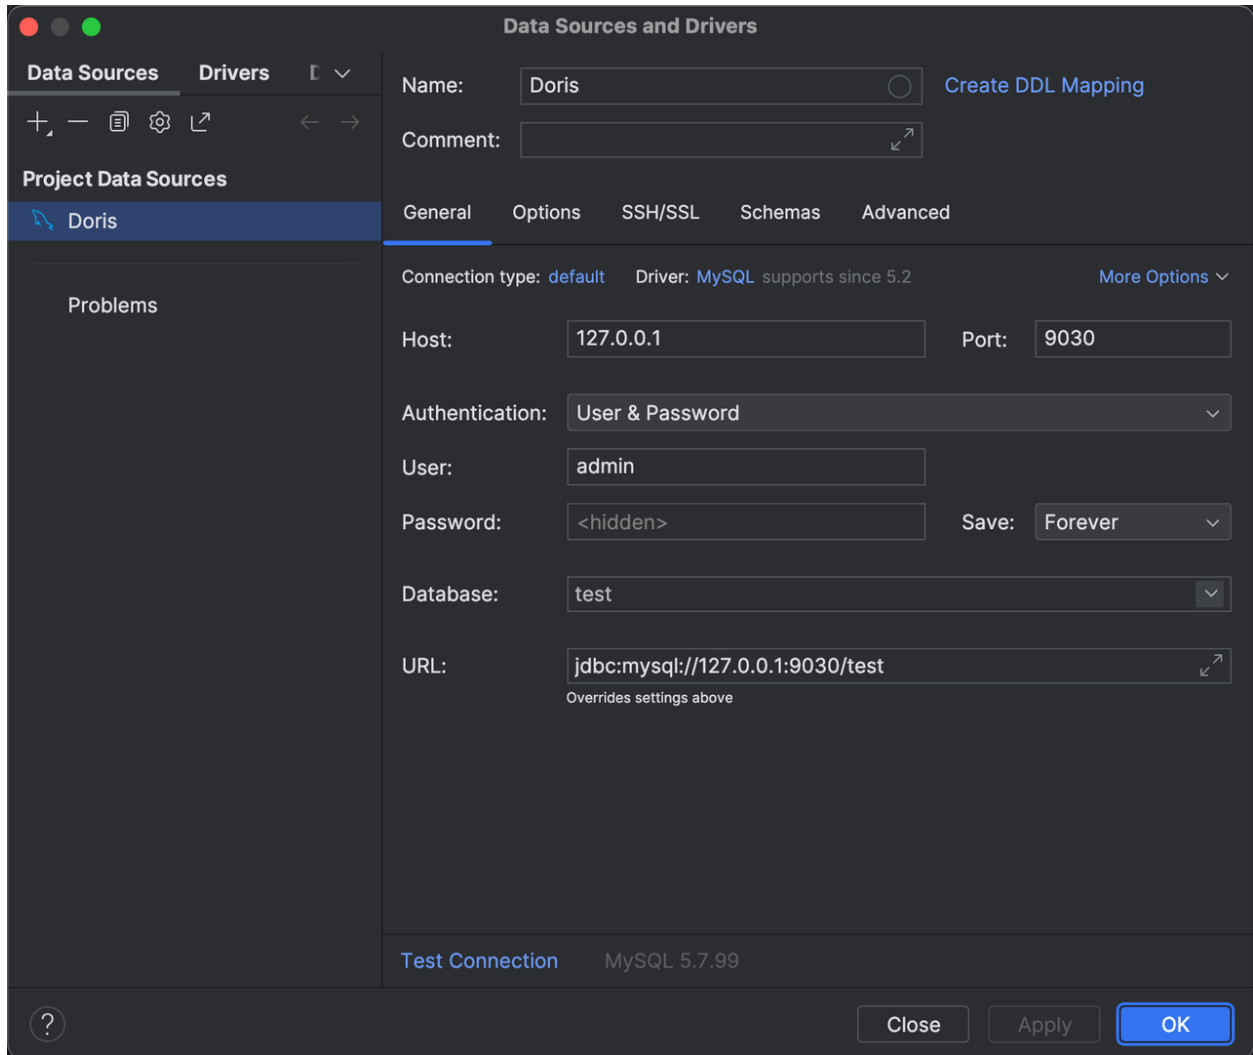 Data Sources and Drivers
Data Sources Drivers
Project Data Sources
Doris
Problems
Name: Doris Create DDL Mapping
Comment:
General Options SSH/SSL Schemas Advanced
Connection type: default Driver: MySQL supports since 5.2 More Options
Host: 127.0.0.1 Port: 9030
Authentication: User & Password
User: admin
Password: <hidden> Save: Forever
Database: test
URL: jdbc:mysql://127.0.0.1:9030/test
Overrides settings above
Test Connection MySQL 5.7.99
? Close Apply OK